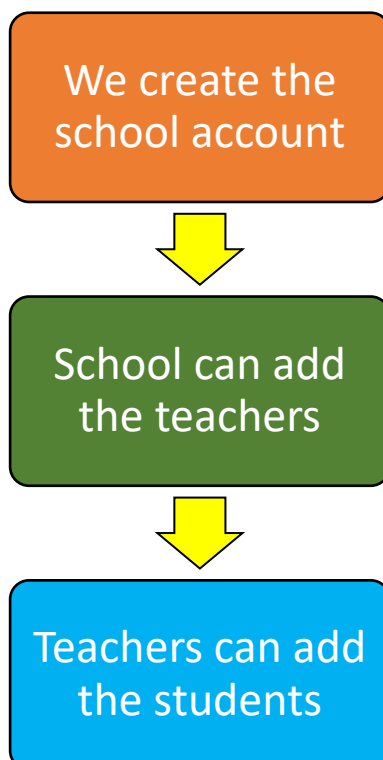 We create the
school account
School can add
the teachers
Teachers can add
the students